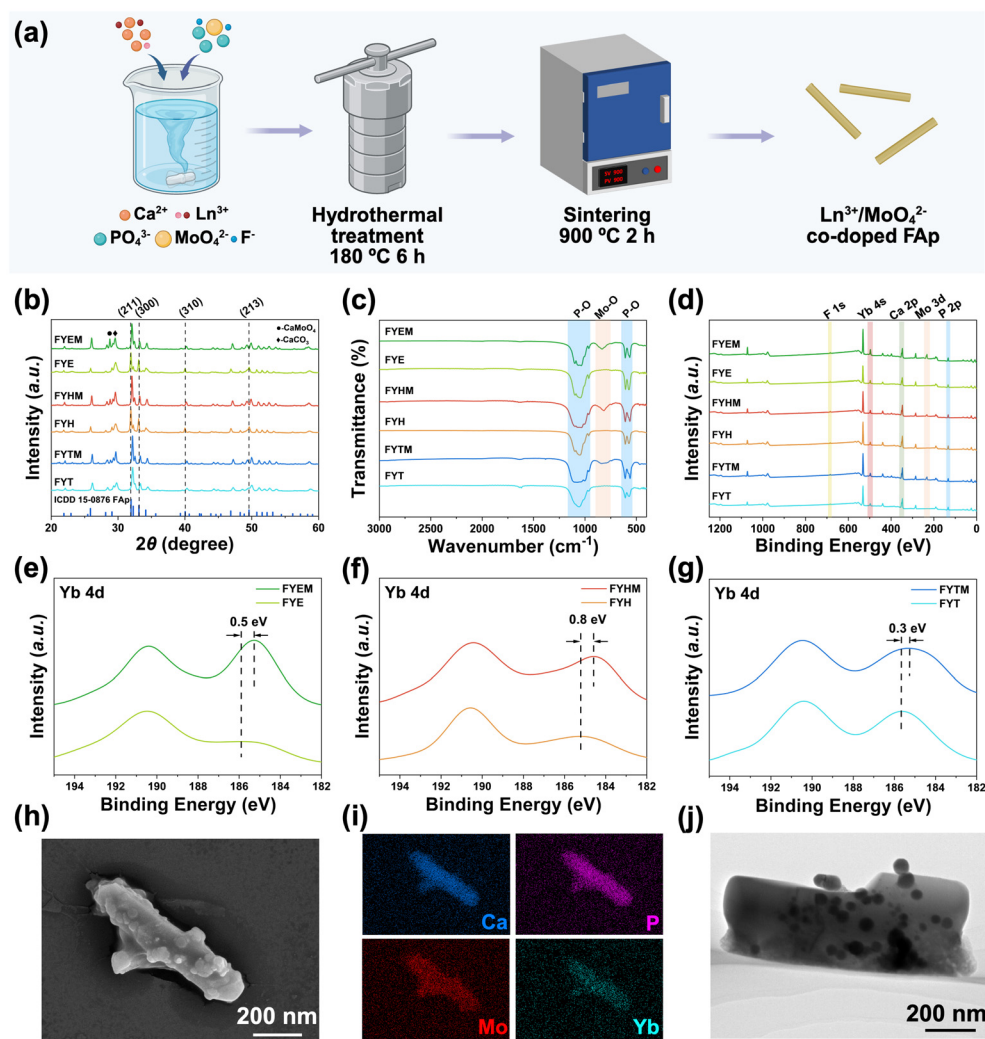 (a)
SV 900
PV 900
Ca²⁺ Ln³⁺
PO₄³⁻ MoO₄²⁻ F⁻
Hydrothermal
treatment
180 ºC 6 h
Sintering
900 ºC 2 h
Ln³⁺/MoO₄²⁻
co-doped FAp
(b)
(211)
(300)
(310)
(213)
●-CaMoO₄
♦-CaCO₃
FYEM
FYE
FYHM
FYH
FYTM
FYT
ICDD 15-0876 FAp
20 30 40 50 60
2θ (degree)
Intensity (a.u.)
(c)
P-O
Mo-O
P-O
FYEM
FYE
FYHM
FYH
FYTM
FYT
3000 2500 2000 1500 1000 500
Wavenumber (cm⁻¹)
Transmittance (%)
(d)
F 1s
Yb 4s
Ca 2p
Mo 3d
P 2p
FYEM
FYE
FYHM
FYH
FYTM
FYT
1200 1000 800 600 400 200 0
Binding Energy (eV)
Intensity (a.u.)
(e)
Yb 4d
FYEM
FYE
0.5 eV
194 192 190 188 186 184 182
Binding Energy (eV)
Intensity (a.u.)
(f)
Yb 4d
FYHM
FYH
0.8 eV
194 192 190 188 186 184 182
Binding Energy (eV)
Intensity (a.u.)
(g)
Yb 4d
FYTM
FYT
0.3 eV
194 192 190 188 186 184 182
Binding Energy (eV)
Intensity (a.u.)
(h)
200 nm
(i)
Ca
P
Mo
Yb
(j)
200 nm